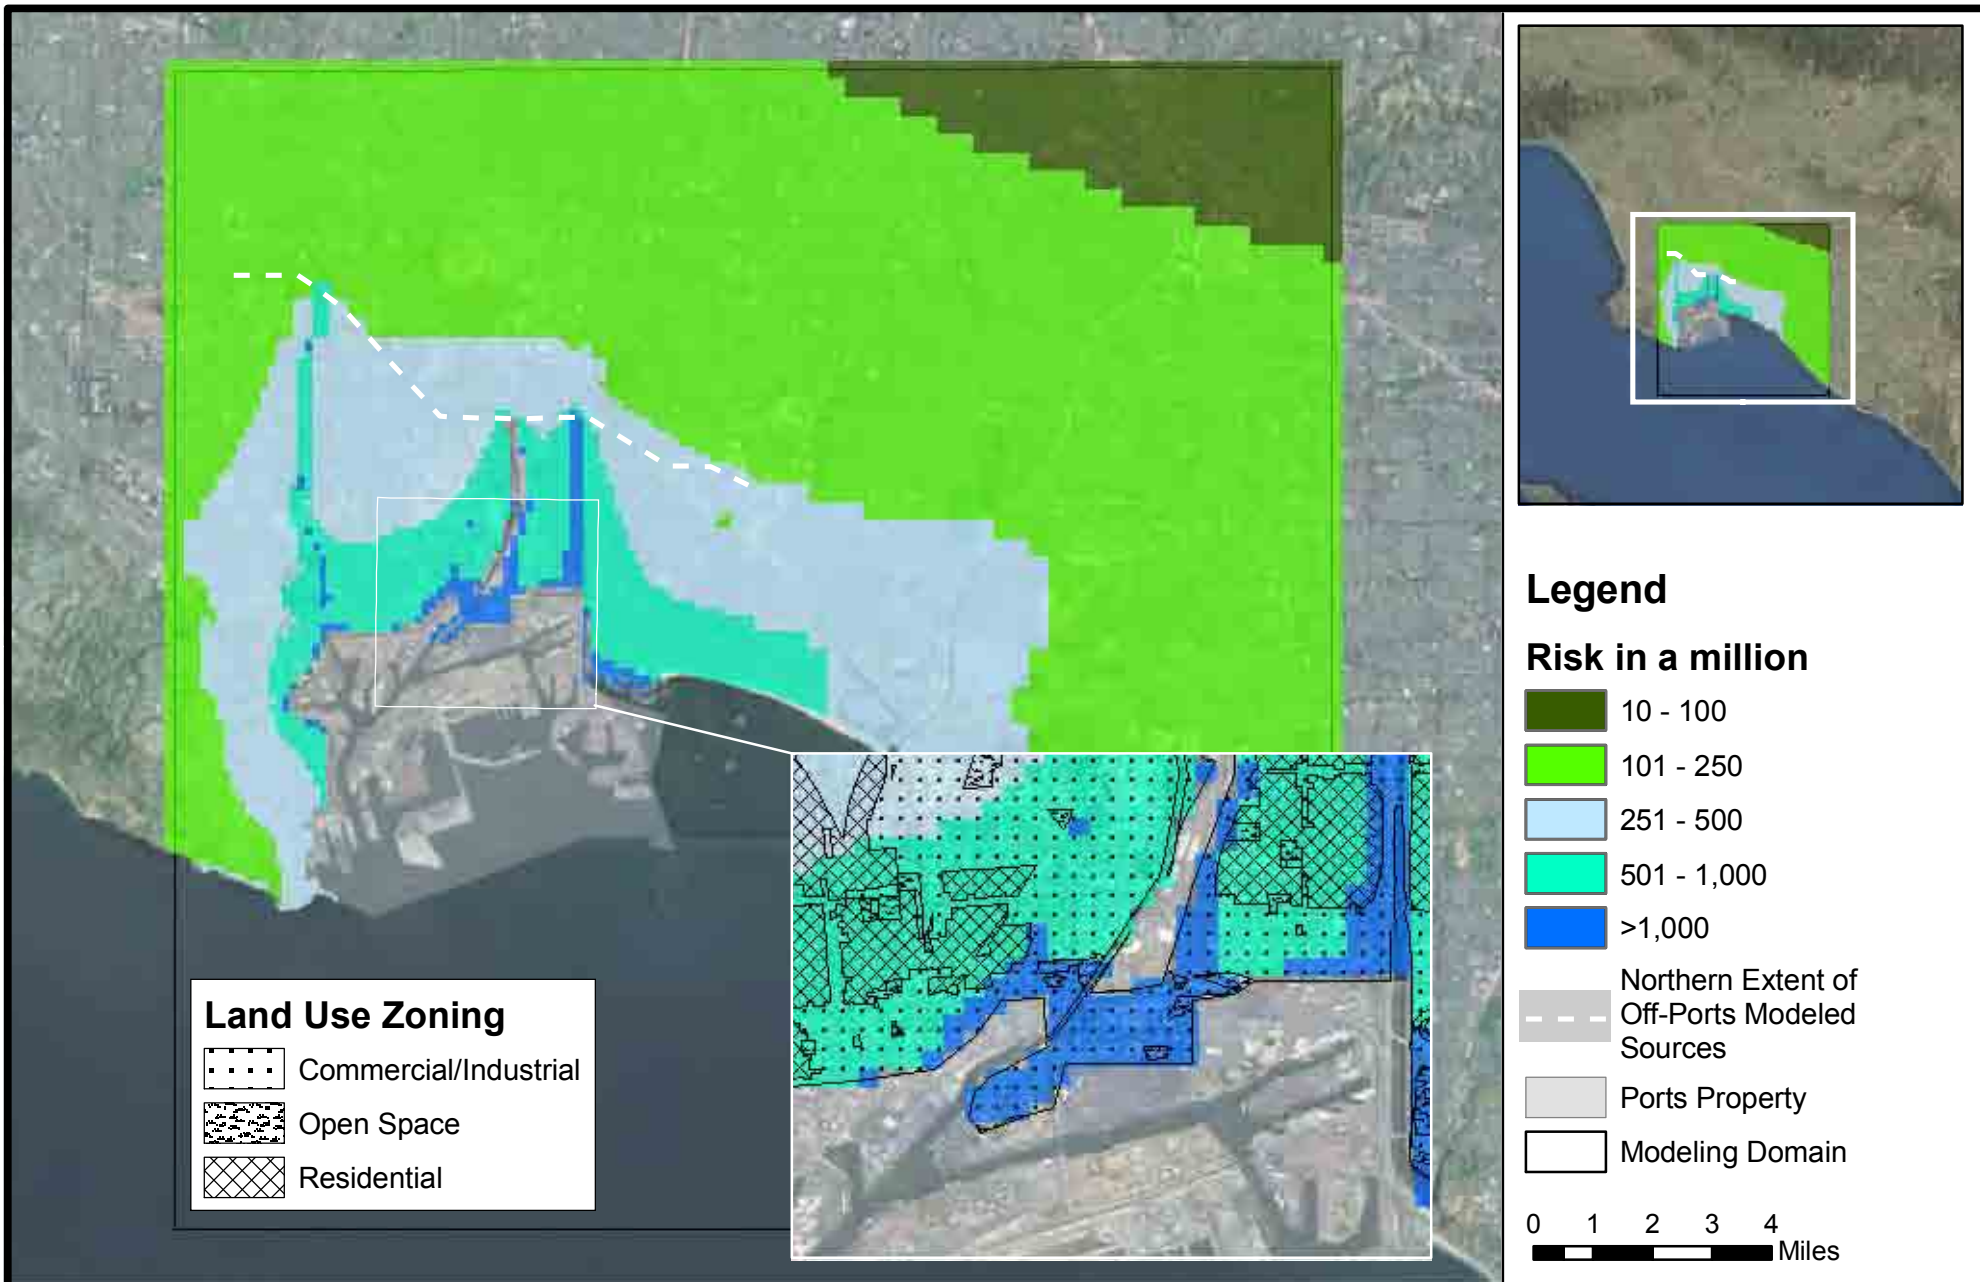 Land Use Zoning
Commercial/Industrial
Open Space
Residential
Legend
Risk in a million
10 - 100
101 - 250
251 - 500
501 - 1,000
>1,000
Northern Extent of
Off-Ports Modeled
Sources
Ports Property
Modeling Domain
0 1 2 3 4
Miles